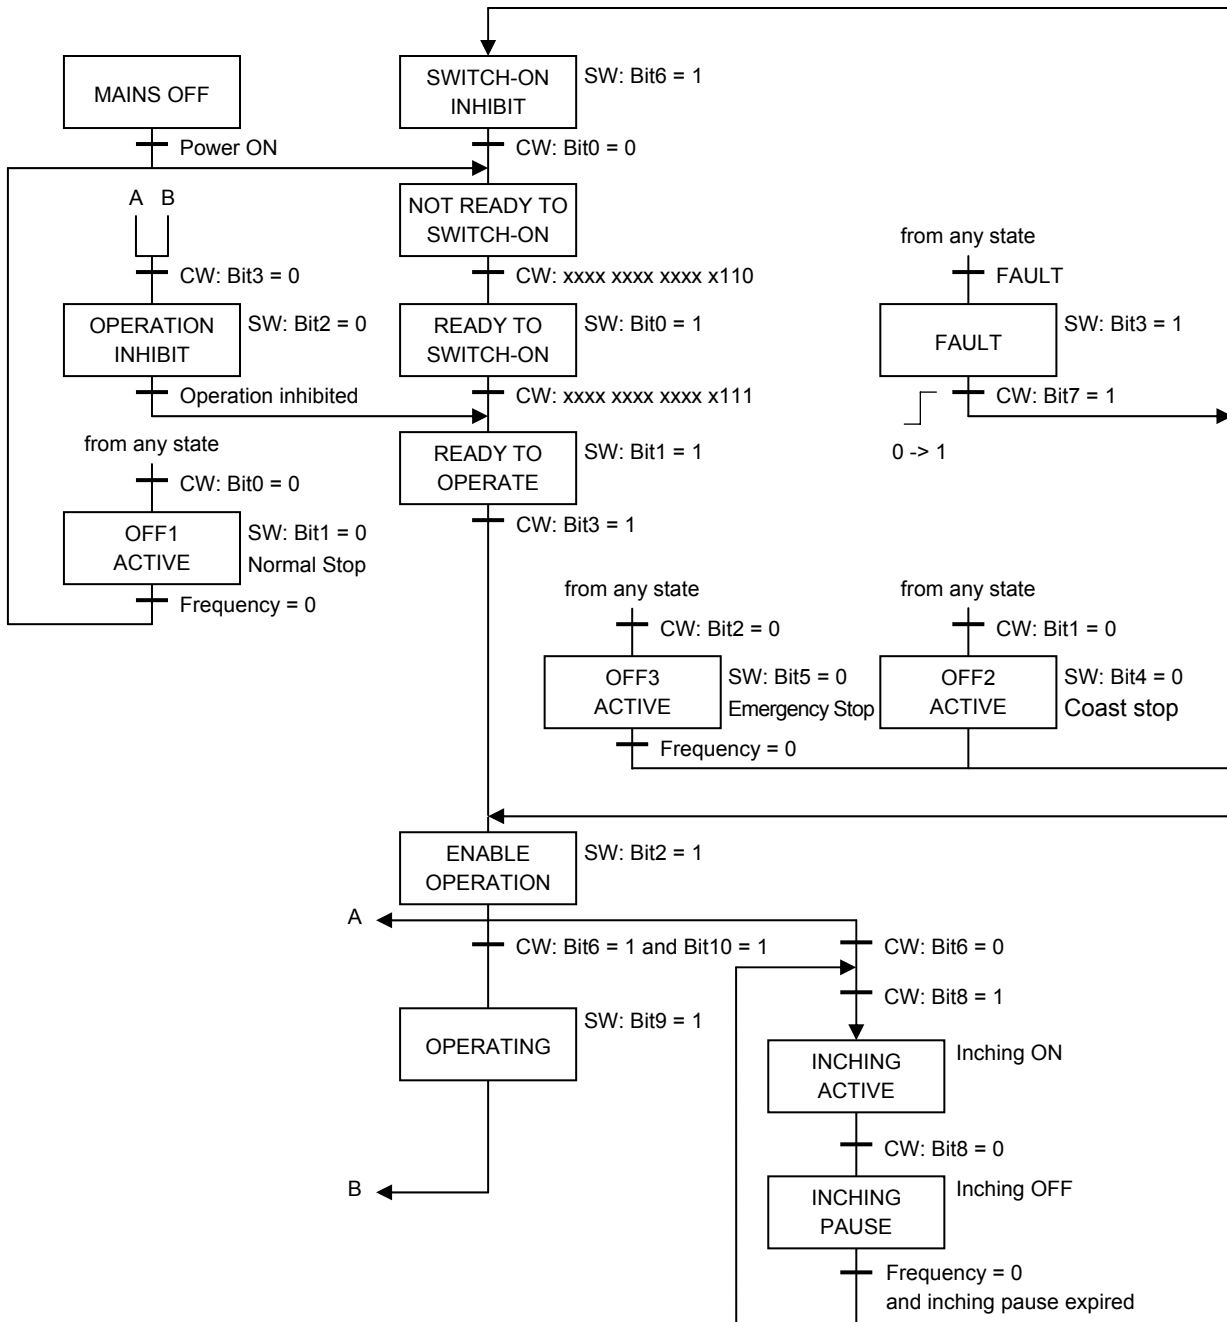 SWITCH-ON
INHIBIT
SW: Bit6 = 1
MAINS OFF
Power ON
CW: Bit0 = 0
A B
NOT READY TO
SWITCH-ON
from any state
CW: Bit3 = 0
CW: xxxx xxxx xxxx x110
FAULT
OPERATION
INHIBIT
SW: Bit2 = 0
READY TO
SWITCH-ON
SW: Bit0 = 1
FAULT
SW: Bit3 = 1
Operation inhibited
CW: xxxx xxxx xxxx x111
CW: Bit7 = 1
0 -> 1
from any state
READY TO
OPERATE
SW: Bit1 = 1
CW: Bit0 = 0
CW: Bit3 = 1
OFF1
ACTIVE
SW: Bit1 = 0
Normal Stop
Frequency = 0
from any state
from any state
CW: Bit2 = 0
CW: Bit1 = 0
OFF3
ACTIVE
SW: Bit5 = 0
Emergency Stop
OFF2
ACTIVE
SW: Bit4 = 0
Coast stop
Frequency = 0
ENABLE
OPERATION
SW: Bit2 = 1
A
CW: Bit6 = 1 and Bit10 = 1
CW: Bit6 = 0
CW: Bit8 = 1
OPERATING
SW: Bit9 = 1
INCHING
ACTIVE
Inching ON
CW: Bit8 = 0
B
INCHING
PAUSE
Inching OFF
Frequency = 0
and inching pause expired